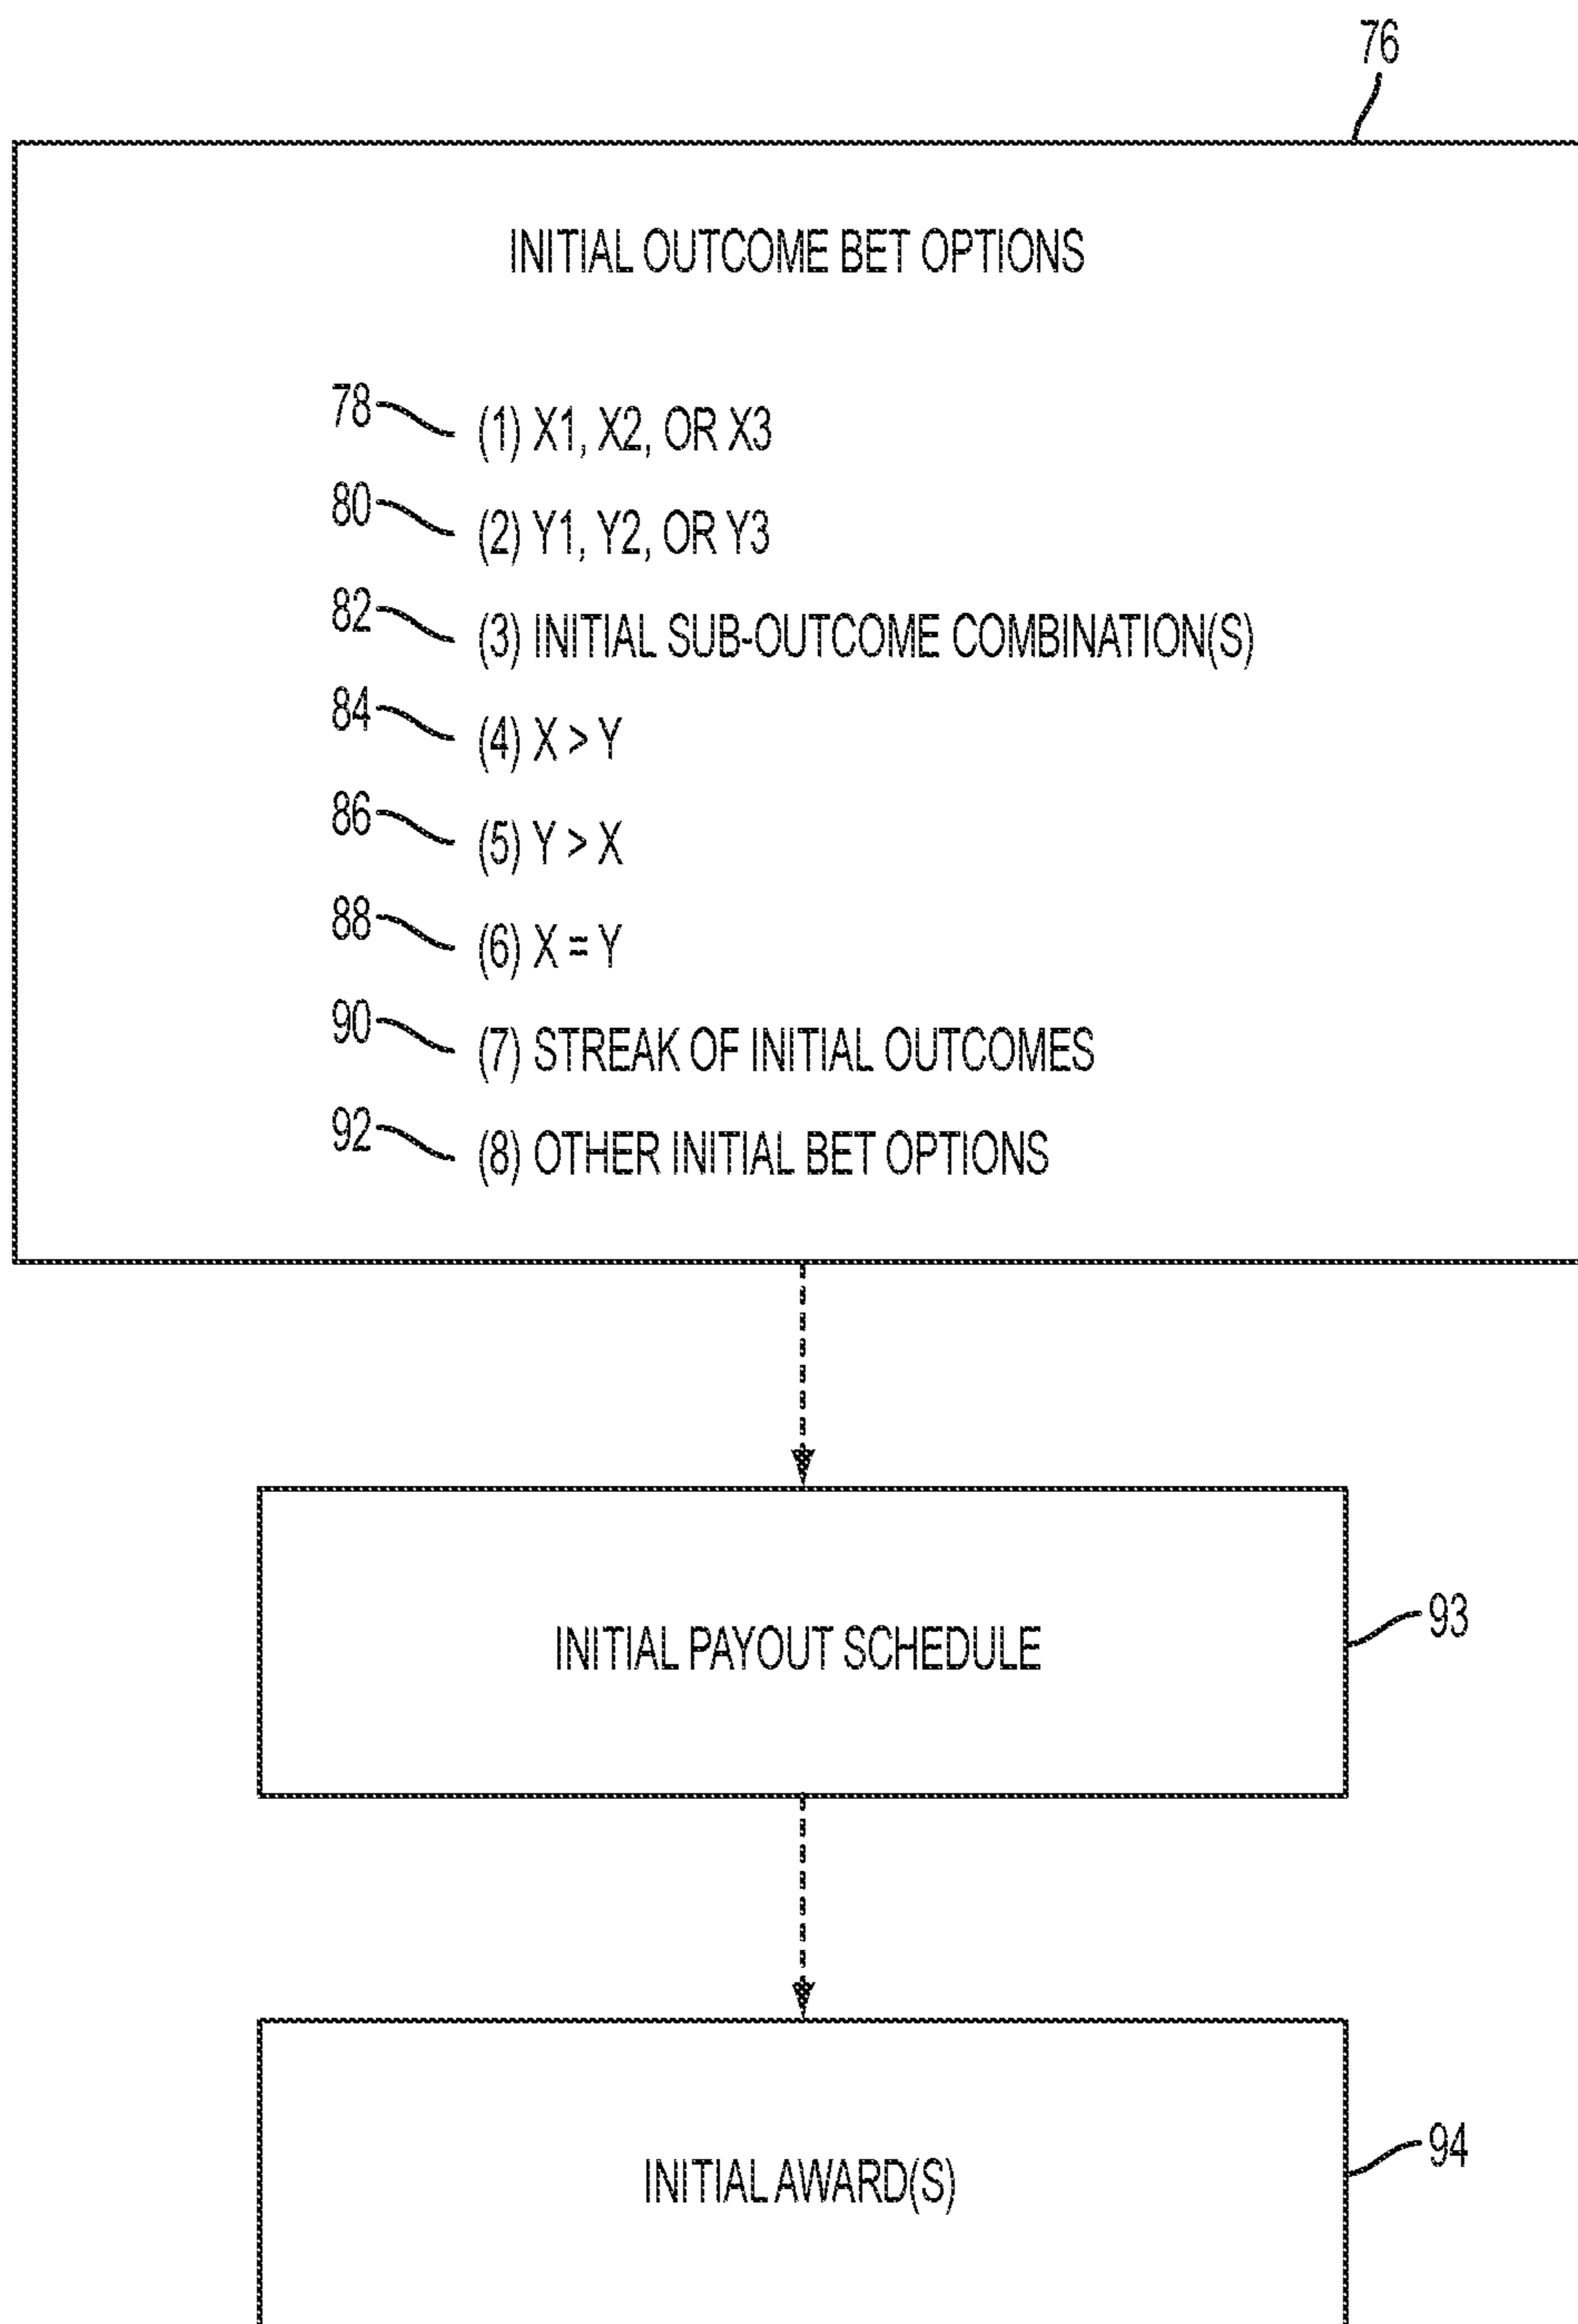 76
INITIAL OUTCOME BET OPTIONS
78 (1) X1, X2, OR X3
80 (2) Y1, Y2, OR Y3
82 (3) INITIAL SUB-OUTCOME COMBINATION(S)
84 (4) X > Y
86 (5) Y > X
88 (6) X = Y
90 (7) STREAK OF INITIAL OUTCOMES
92 (8) OTHER INITIAL BET OPTIONS
INITIAL PAYOUT SCHEDULE 93
INITIAL AWARD(S) 94